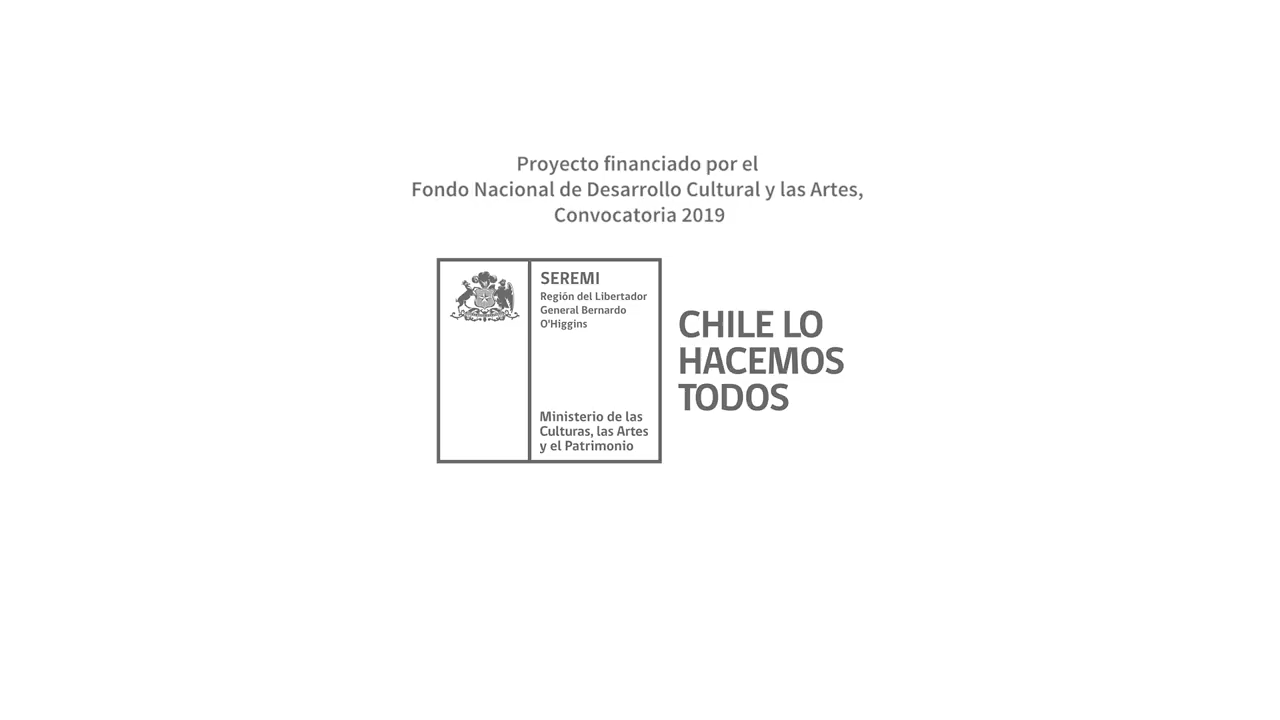 Proyecto financiado por el
Fondo Nacional de Desarrollo Cultural y las Artes,
Convocatoria 2019
SEREMI
Región del Libertador
General Bernardo
O'Higgins
Ministerio de las
Culturas, las Artes
y el Patrimonio
CHILE LO
HACEMOS
TODOS